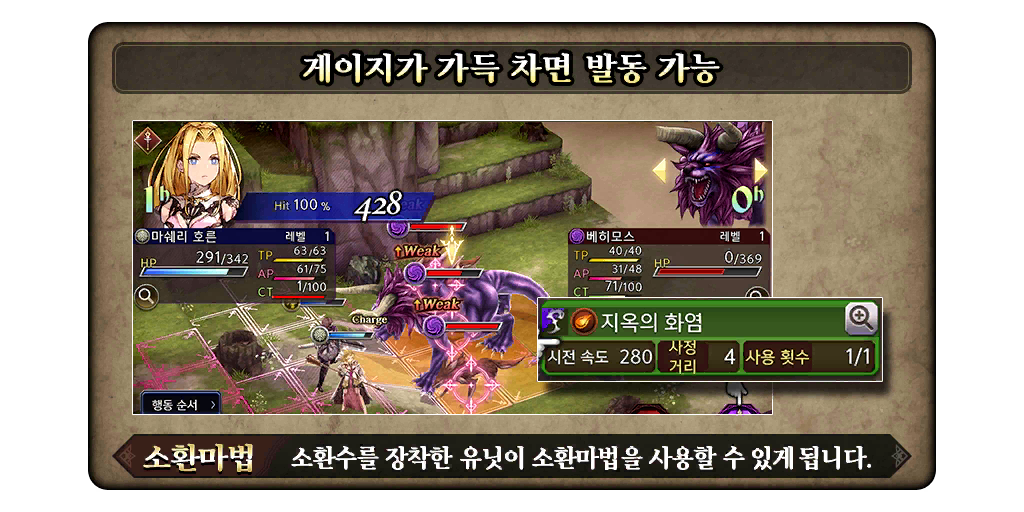 게이지가 가득 차면 발동 가능
1h
Hit 100 % 428
0h
마쉐리 호른 레벨 1
HP 291/342
TP 63/63
AP 61/75
CT 1/100
베히모스 레벨 1
TP 40/40
AP 31/48
CT 71/100
HP 0/369
Weak
Weak
Charge
지옥의 화염
시전 속도 280 사정 거리 4 사용 횟수 1/1
행동 순서 >
소환마법 소환수를 장착한 유닛이 소환마법을 사용할 수 있게 됩니다.